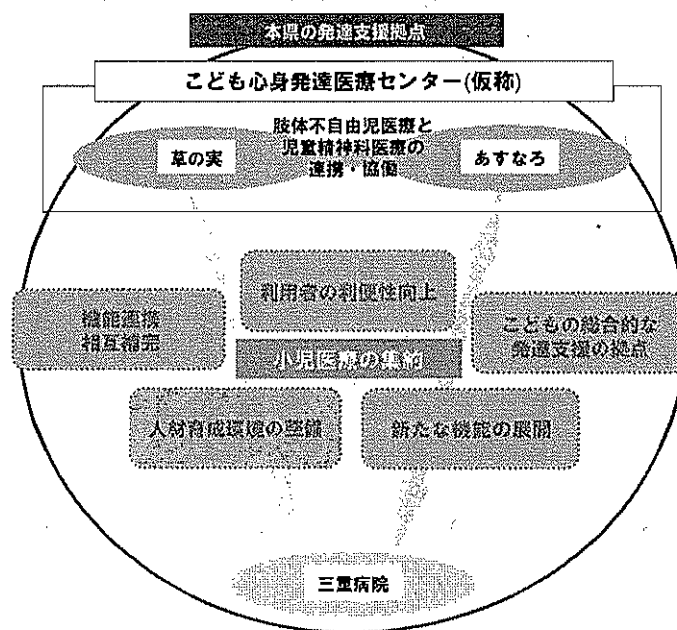 本県の発達支援拠点
こども心身発達医療センター(仮称)
肢体不自由児医療と
児童精神科医療の
連携・協働
草の実
あすなろ
利用者の利便性向上
機能連携
相互補完
こどもの総合的な
発達支援の拠点
小児医療の集約
人材育成環境の整備
新たな機能の展開
三重病院